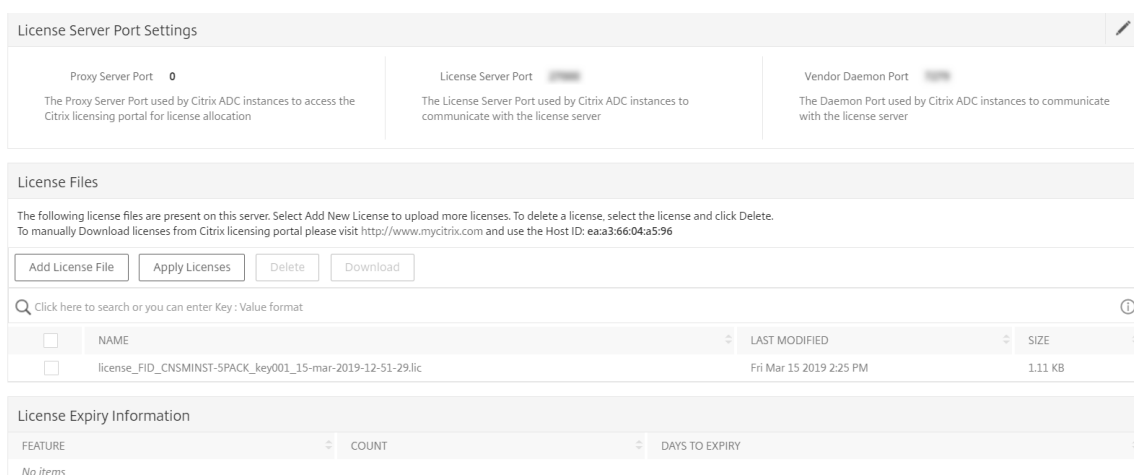 License Server Port Settings
Proxy Server Port 0
The Proxy Server Port used by Citrix ADC instances to access the
Citrix licensing portal for license allocation
License Server Port
The License Server Port used by Citrix ADC instances to
communicate with the license server
Vendor Daemon Port
The Daemon Port used by Citrix ADC instances to communicate
with the license server
License Files
The following license files are present on this server. Select Add New License to upload more licenses. To delete a license, select the license and click Delete.
To manually Download licenses from Citrix licensing portal please visit http://www.mycitrix.com and use the Host ID: ea:a3:66:04:a5:96
Add License File Apply Licenses Delete Download
Click here to search or you can enter Key : Value format
NAME LAST MODIFIED SIZE
license_FID_CNSMINST-5PACK_key001_15-mar-2019-12-51-29.lic Fri Mar 15 2019 2:25 PM 1.11 KB
License Expiry Information
FEATURE COUNT DAYS TO EXPIRY
No items